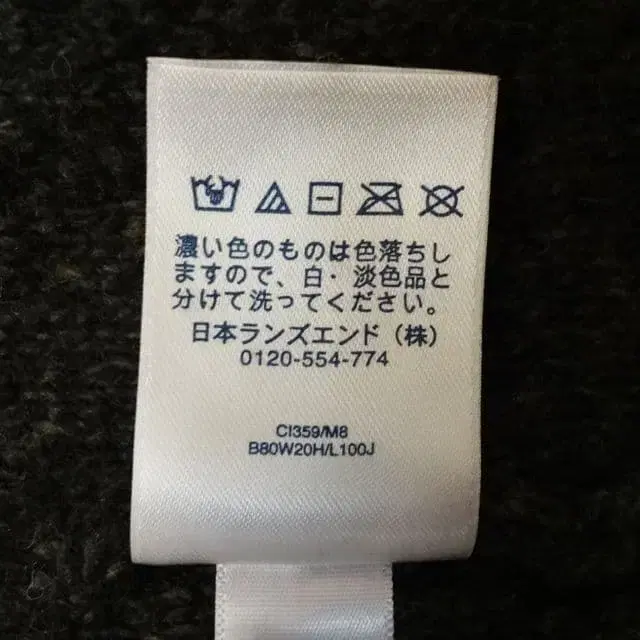 濃い色のものは色落ちし
ますので、白・淡色品と
分けて洗ってください。
日本ランズエンド（株）
0120-554-774
CI359/M8
B80W20H/L100J